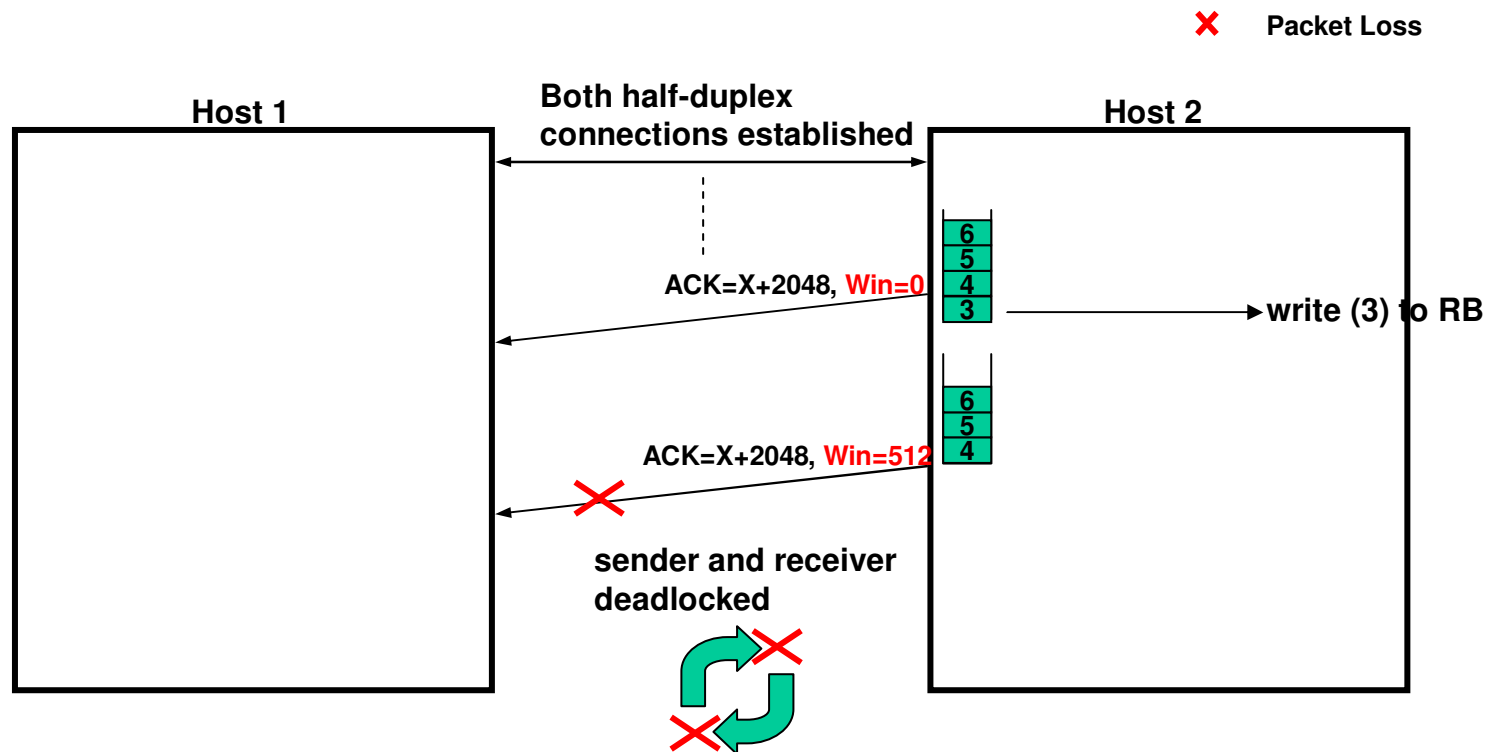 Packet Loss
Host 1
Both half-duplex
connections established
Host 2
6
5
4
3
ACK=X+2048, Win=0
write (3) to RB
6
5
4
ACK=X+2048, Win=512
sender and receiver
deadlocked